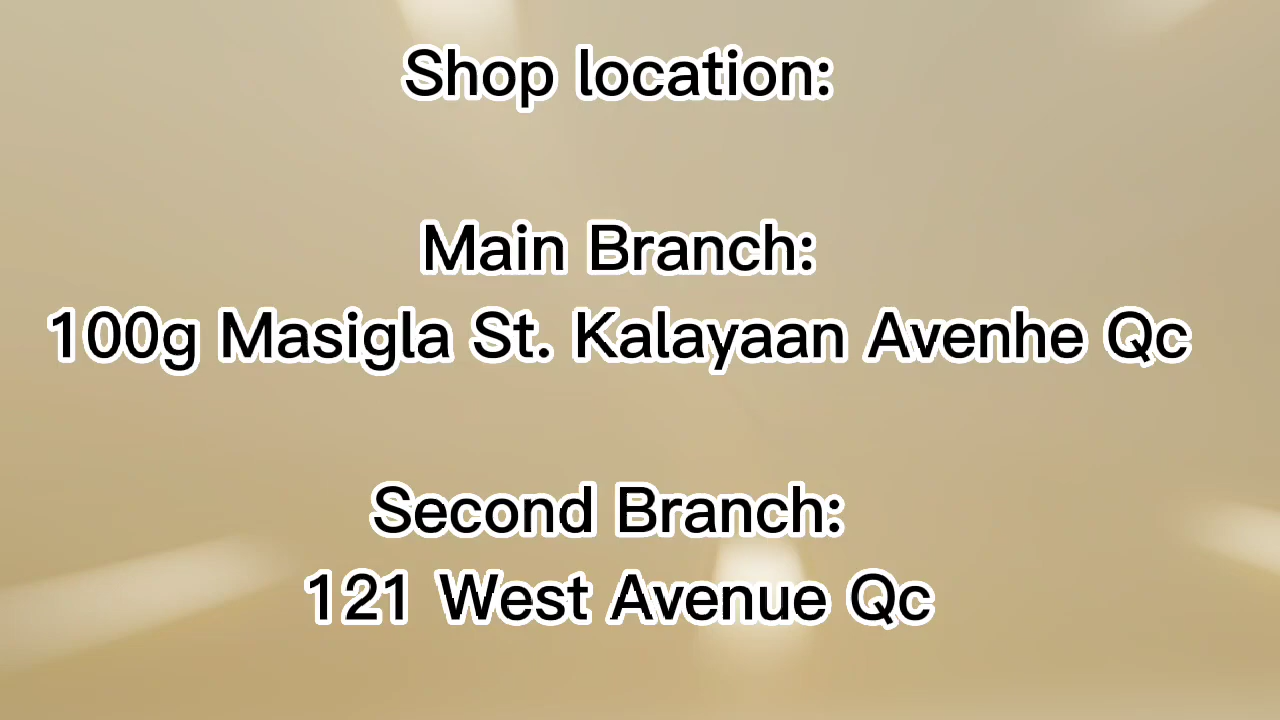 Shop location:
Main Branch:
100g Masigla St. Kalayaan Avenhe Qc
Second Branch:
121 West Avenue Qc